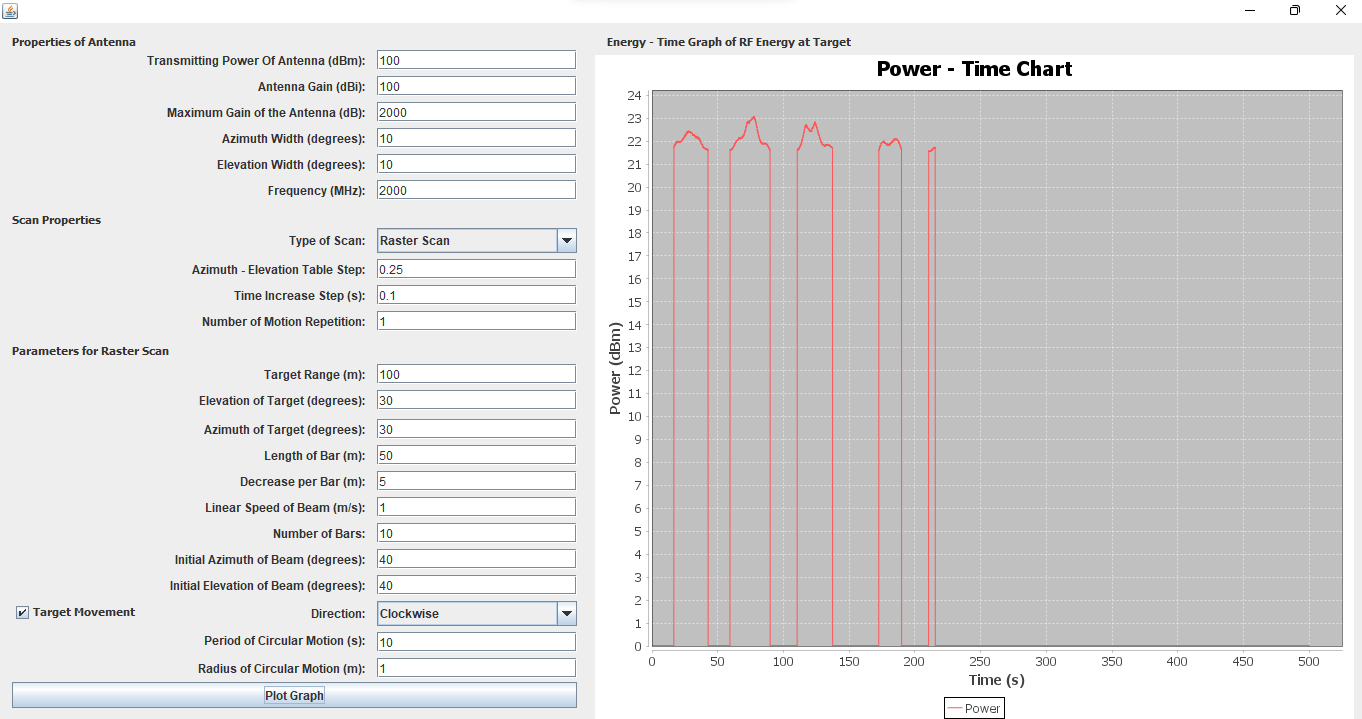 Properties of Antenna
Transmitting Power Of Antenna (dBm): 100
Antenna Gain (dBi): 100
Maximum Gain of the Antenna (dB): 2000
Azimuth Width (degrees): 10
Elevation Width (degrees): 10
Frequency (MHz): 2000
Scan Properties
Type of Scan: Raster Scan
Azimuth - Elevation Table Step: 0.25
Time Increase Step (s): 0.1
Number of Motion Repetition: 1
Parameters for Raster Scan
Target Range (m): 100
Elevation of Target (degrees): 30
Azimuth of Target (degrees): 30
Length of Bar (m): 50
Decrease per Bar (m): 5
Linear Speed of Beam (m/s): 1
Number of Bars: 10
Initial Azimuth of Beam (degrees): 40
Initial Elevation of Beam (degrees): 40
Target Movement Direction: Clockwise
Period of Circular Motion (s): 10
Radius of Circular Motion (m): 1
Plot Graph
Energy - Time Graph of RF Energy at Target
Power - Time Chart
24
23
22
21
20
19
18
17
16
15
14
13
12
11
10
9
8
7
6
5
4
3
2
1
0
Power (dBm)
0 50 100 150 200 250 300 350 400 450 500
Time (s)
Power